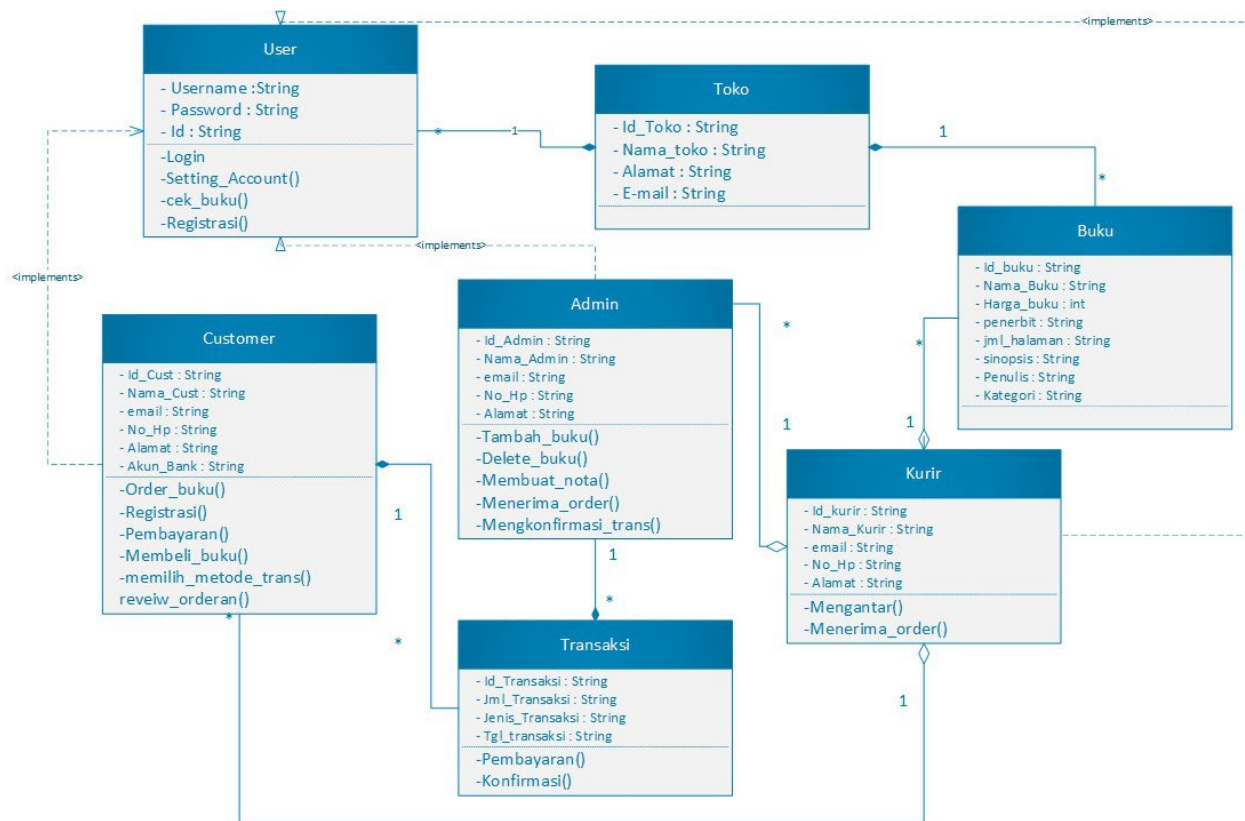 <implements>
User
- Username :String
- Password : String
- Id : String
-Login
-Setting_Account()
-cek_buku()
-Registrasi()
* 1
Toko
- Id_Toko : String
- Nama_toko : String
- Alamat : String
- E-mail : String
1
*
Buku
- Id_buku : String
- Nama_Buku : String
- Harga_buku : int
- penerbit : String
- jml_halaman : String
- sinopsis : String
- Penulis : String
- Kategori : String
<implements>
<implements>
Admin
- Id_Admin : String
- Nama_Admin : String
- email : String
- No_Hp : String
- Alamat : String
-Tambah_buku()
-Delete_buku()
-Membuat_nota()
-Menerima_order()
-Mengkonfirmasi_trans()
*
1
*
1
Customer
- Id_Cust : String
- Nama_Cust : String
- email : String
- No_Hp : String
- Alamat : String
- Akun_Bank : String
-Order_buku()
-Registrasi()
-Pembayaran()
-Membeli_buku()
-memilih_metode_trans()
reveiw_orderan()
1
*
*
Kurir
- Id_kurir : String
- Nama_Kurir : String
- email : String
- No_Hp : String
- Alamat : String
-Mengantar()
-Menerima_order()
1
1
*
Transaksi
- Id_Transaksi : String
- Jml_Transaksi : String
- Jenis_Transaksi : String
- Tgl_transaksi : String
-Pembayaran()
-Konfirmasi()